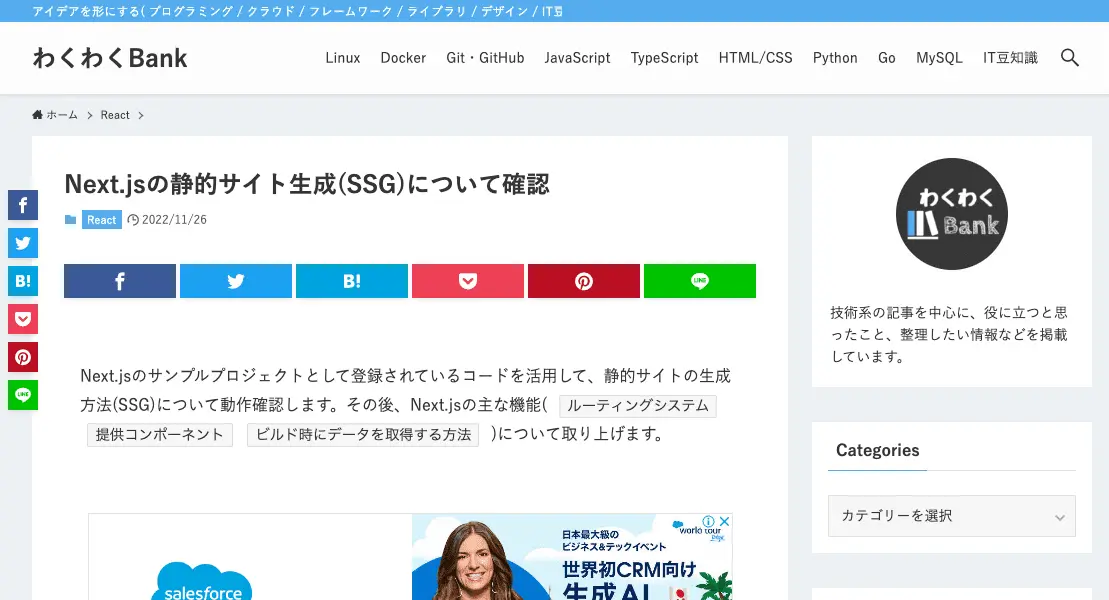 アイデアを形にする( プログラミング / クラウド / フレームワーク / ライブラリ / デザイン / IT豆
わくわくBank
Linux Docker Git・GitHub JavaScript TypeScript HTML/CSS Python Go MySQL IT豆知識
ホーム > React >
Next.jsの静的サイト生成(SSG)について確認
React 2022/11/26
B!
B!
LINE
LINE
Next.jsのサンプルプロジェクトとして登録されているコードを活用して、静的サイトの生成
方法(SSG)について動作確認します。その後、Next.jsの主な機能( ルーティングシステム
提供コンポーネント ビルド時にデータを取得する方法 )について取り上げます。
salesforce
日本最大級の
ビジネス&テックイベント
world tour
世界初CRM向け
生成AI
わくわく
Bank
技術系の記事を中心に、役に立つと思
ったこと、整理したい情報などを掲載
しています。
Categories
カテゴリーを選択